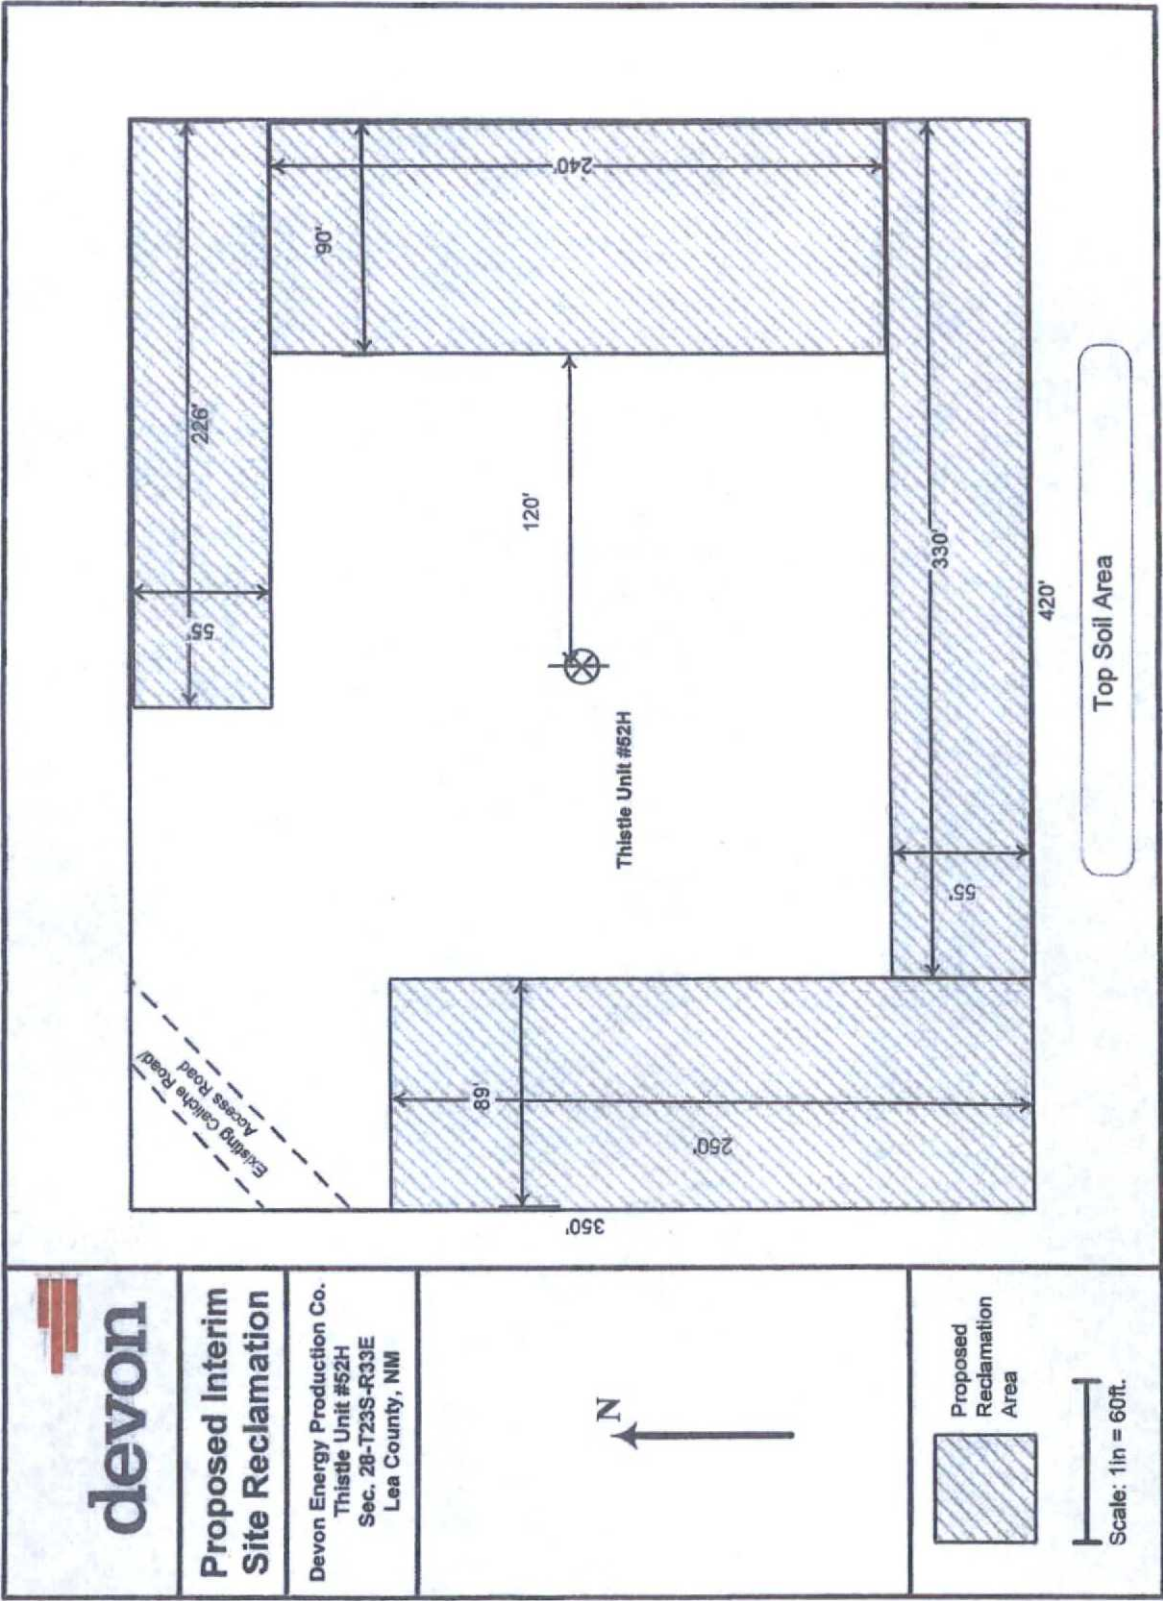 devon
Proposed Interim
Site Reclamation
Devon Energy Production Co.
Thistle Unit #52H
Sec. 28-T23S-R33E
Lea County, NM
N
Proposed
Reclamation
Area
Scale: 1in = 60ft.
Existing Caliche Road/
Access Road
55'
226'
90'
240'
120'
Thistle Unit #52H
89'
250'
350'
55'
330'
420'
Top Soil Area